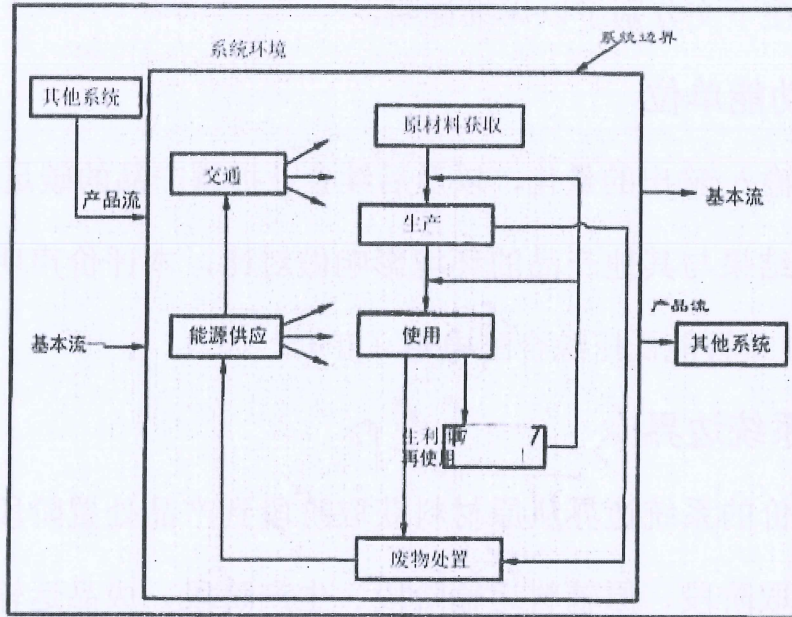 系统环境
系统边界
其他系统
原材料获取
交通
产品流
生产
基本流
产品流
基本流
能源供应
使用
其他系统
生利
再使用
废物处置